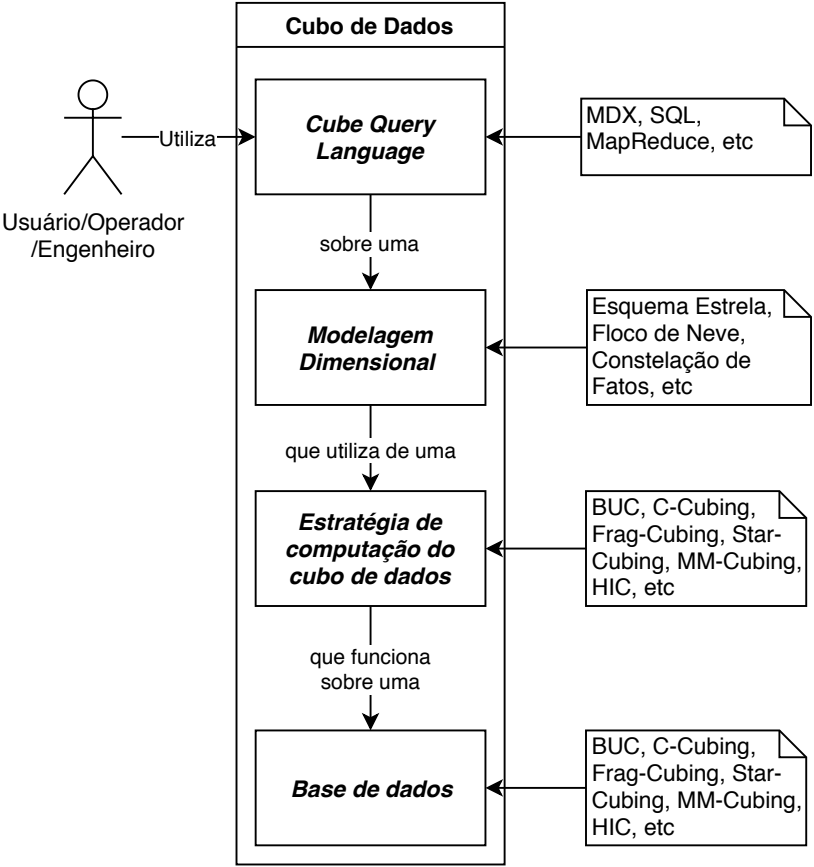 Cubo de Dados
Cube Query
Language
MDX, SQL,
MapReduce, etc
Utiliza
Usuário/Operador
/Engenheiro
sobre uma
Modelagem
Dimensional
Esquema Estrela,
Floco de Neve,
Constelação de
Fatos, etc
que utiliza de uma
Estratégia de
computação do
cubo de dados
BUC, C-Cubing,
Frag-Cubing, Star-
Cubing, MM-Cubing,
HIC, etc
que funciona
sobre uma
Base de dados
BUC, C-Cubing,
Frag-Cubing, Star-
Cubing, MM-Cubing,
HIC, etc